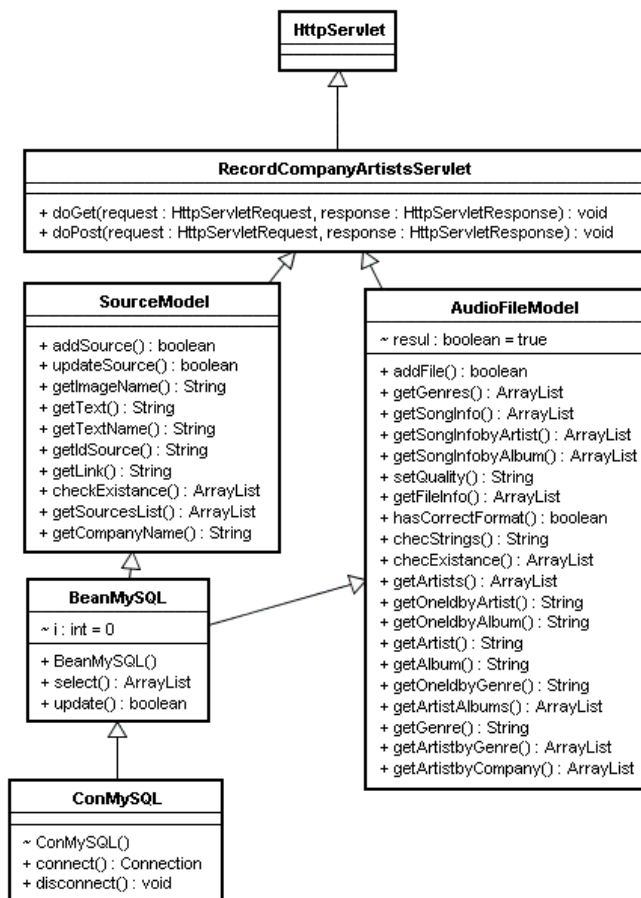 HttpServlet
RecordCompanyArtistsServlet
+ doGet(request : HttpServletRequest, response : HttpServletResponse) : void
+ doPost(request : HttpServletRequest, response : HttpServletResponse) : void
SourceModel
+ addSource() : boolean
+ updateSource() : boolean
+ getImageName() : String
+ getText() : String
+ getTextName() : String
+ getIdSource() : String
+ getLink() : String
+ checkExistance() : ArrayList
+ getSourcesList() : ArrayList
+ getCompanyName() : String
AudioFileModel
~ resul : boolean = true
+ addFile() : boolean
+ getGenres() : ArrayList
+ getSongInfo() : ArrayList
+ getSongInfobyArtist() : ArrayList
+ getSongInfobyAlbum() : ArrayList
+ setQuality() : String
+ getFileInfo() : ArrayList
+ hasCorrectFormat() : boolean
+ checStrings() : String
+ checExistance() : ArrayList
+ getArtists() : ArrayList
+ getOneIdbyArtist() : String
+ getOneIdbyAlbum() : String
+ getArtist() : String
+ getAlbum() : String
+ getOneIdbyGenre() : String
+ getArtistAlbums() : ArrayList
+ getGenre() : String
+ getArtistbyGenre() : ArrayList
+ getArtistbyCompany() : ArrayList
BeanMySQL
~ i : int = 0
+ BeanMySQL()
+ select() : ArrayList
+ update() : boolean
ConMySQL
~ ConMySQL()
+ connect() : Connection
+ disconnect() : void